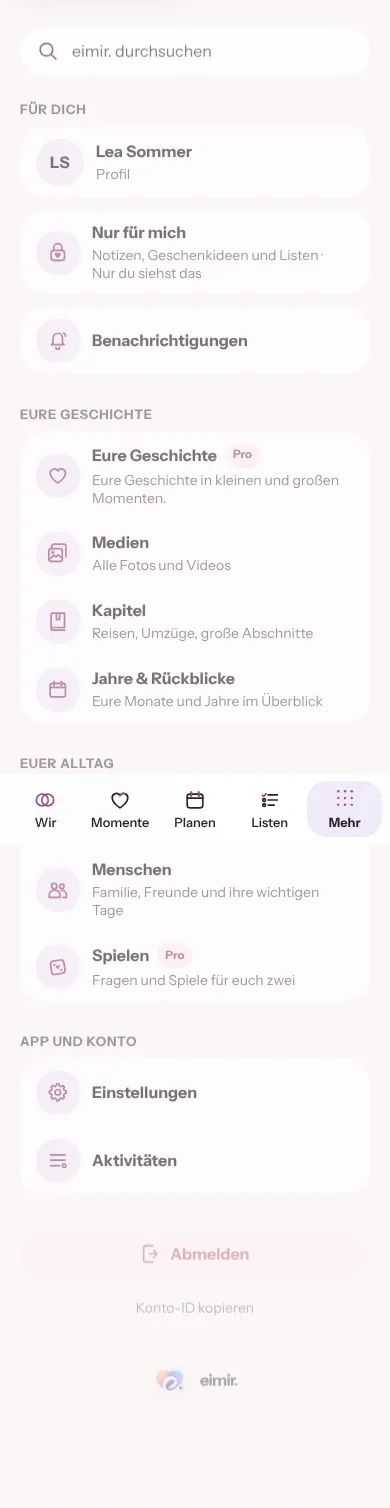 eimir. durchsuchen
FÜR DICH
LS
Lea Sommer
Profil
Nur für mich
Notizen, Geschenkideen und Listen ·
Nur du siehst das
Benachrichtigungen
EURE GESCHICHTE
Eure Geschichte Pro
Eure Geschichte in kleinen und großen
Momenten.
Medien
Alle Fotos und Videos
Kapitel
Reisen, Umzüge, große Abschnitte
Jahre & Rückblicke
Eure Monate und Jahre im Überblick
EUER ALLTAG
Wir Momente Planen Listen Mehr
Menschen
Familie, Freunde und ihre wichtigen
Tage
Spielen Pro
Fragen und Spiele für euch zwei
APP UND KONTO
Einstellungen
Aktivitäten
Abmelden
Konto-ID kopieren
eimir.